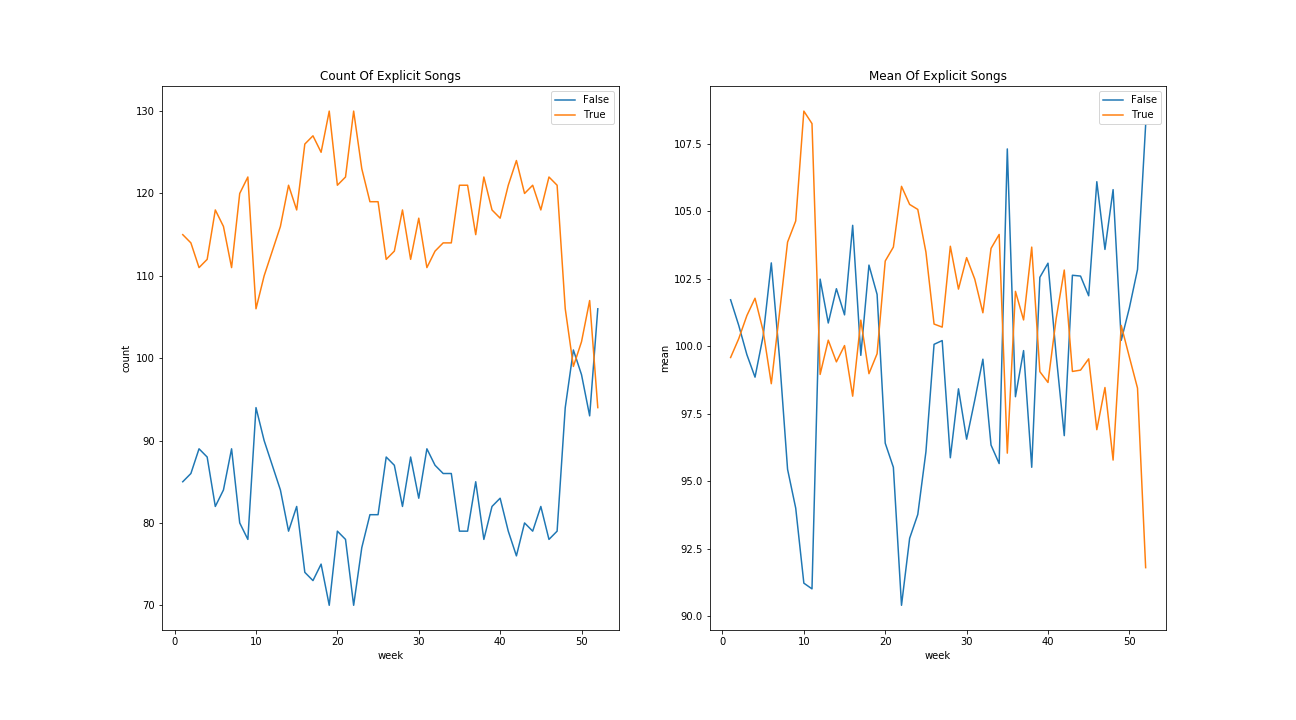 Count Of Explicit Songs
False
True
130
120
110
100
90
80
70
count
0 10 20 30 40 50
week
Mean Of Explicit Songs
False
True
107.5
105.0
102.5
100.0
97.5
95.0
92.5
90.0
mean
0 10 20 30 40 50
week